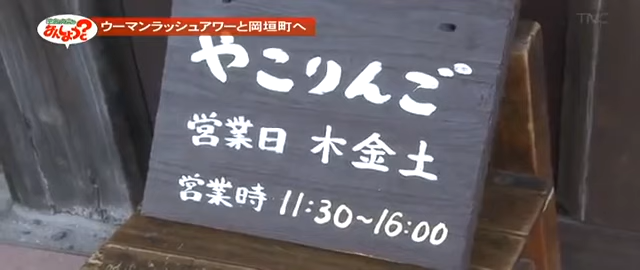 ウーマンラッシュアワーと岡垣町へ
TNC
やこりんご
営業日 木金土
営業時 11:30~16:00